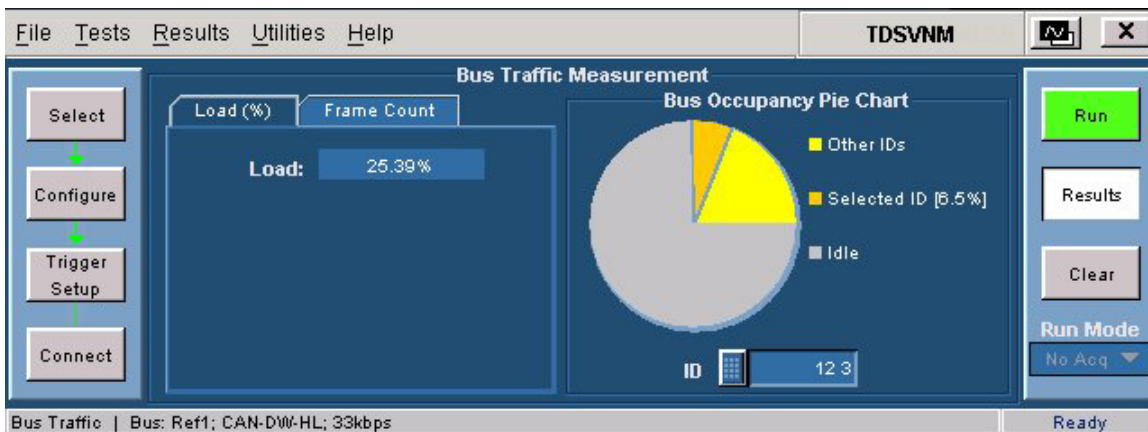 File Tests Results Utilities Help
TDSVNM
X
Select
Configure
Trigger
Setup
Connect
Bus Traffic Measurement
Load (%)
Frame Count
Load: 25.39%
Bus Occupancy Pie Chart
Other IDs
Selected ID [6.5%]
Idle
ID 12 3
Run
Results
Clear
Run Mode
No Acq
Bus Traffic | Bus: Ref1; CAN-DW-HL; 33kbps
Ready